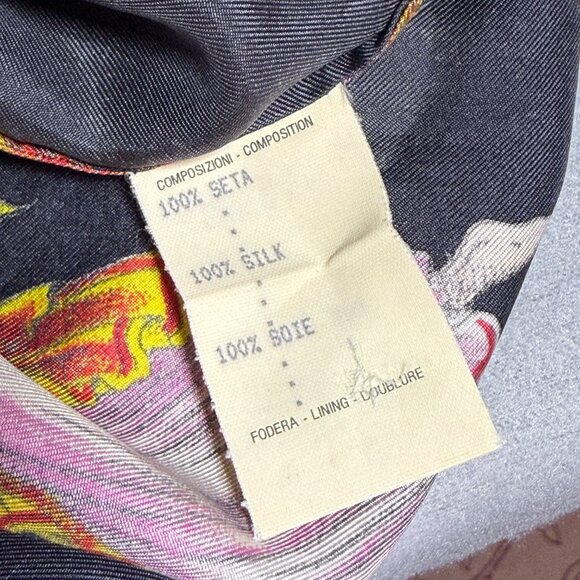 COMPOSIZIONI - COMPOSITION
100% SETA
100% SILK
100% SOIE
FODERA - LINING - DOUBLURE